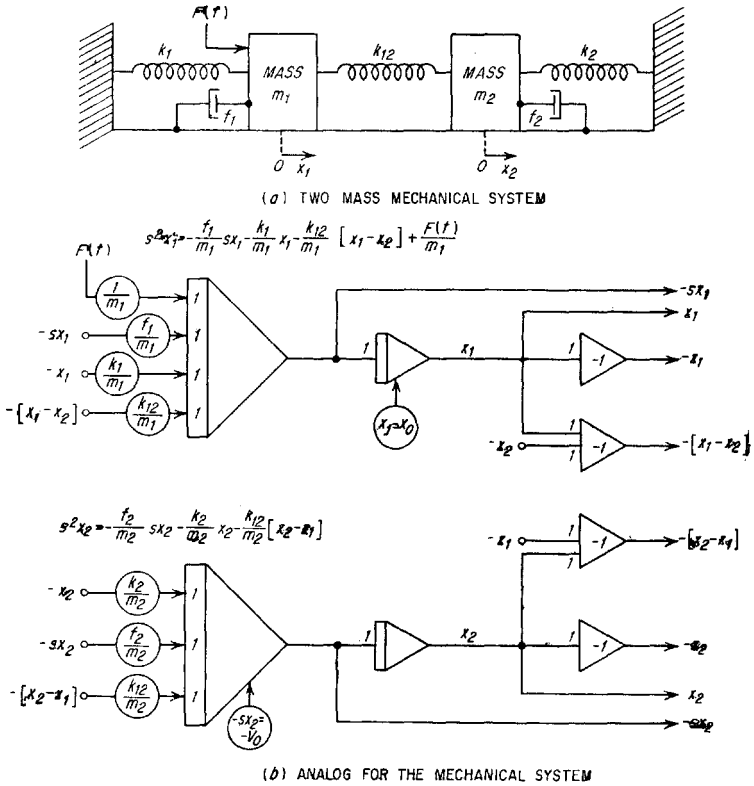 F(t)
k1 k12 k2
MASS m1 MASS m2
f1 f2
0 x1 0 x2
(a) TWO MASS MECHANICAL SYSTEM
s²x1 = - f1/m1 sx1 - k1/m1 x1 - k12/m1 [x1 - x2] + F(t)/m1
F(t)
1/m1 1 -sx1
x1
-sx1 f1/m1 1
1 x1 1 -1 -x1
-x1 k1/m1 1
-[x1 - x2] k12/m1 1
x1=x0
1
-x2 1 -1 -[x1 - x2]
s²x2 = - f2/m2 sx2 - k2/m2 x2 - k12/m2 [x2 - x1]
-x1 1 -1 -[x2 - x1]
1
-x2 k2/m2 1
-sx2 f2/m2 1 1 x2 1 -1 -x2
-[x2 - x1] k12/m2 1
x2
-sx2 = -V0
-sx2
(b) ANALOG FOR THE MECHANICAL SYSTEM